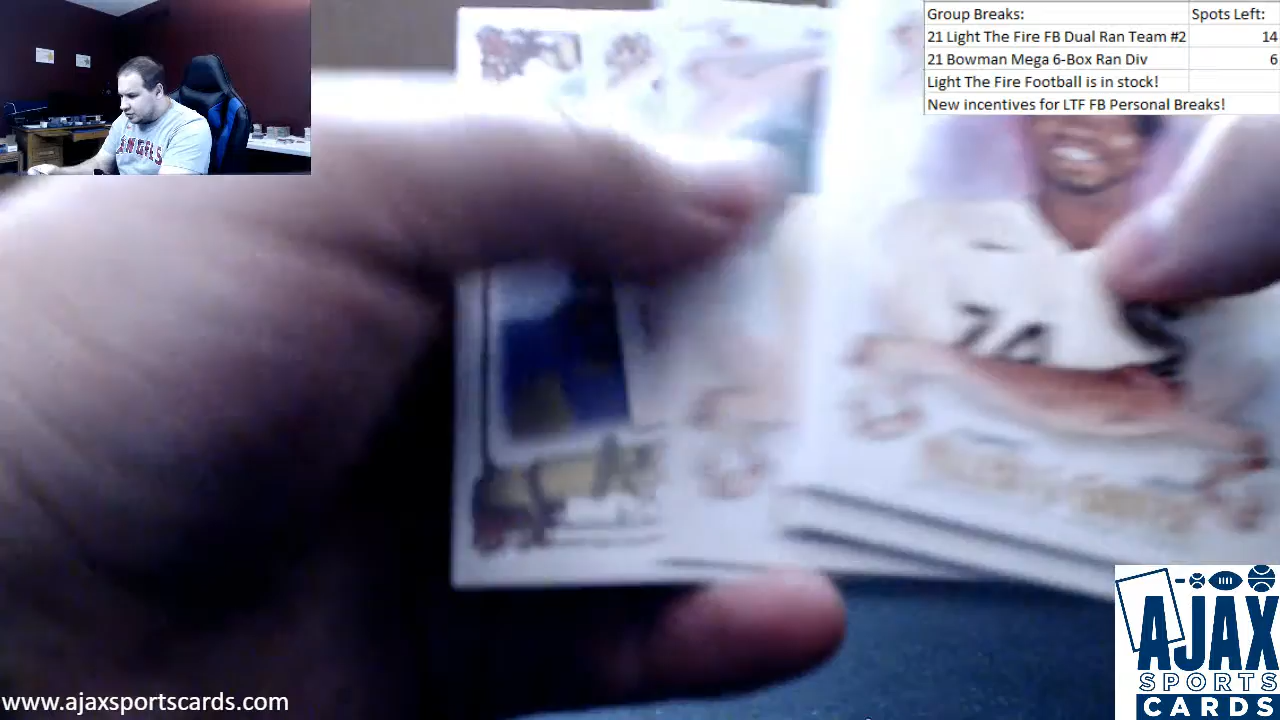 Group Breaks: Spots Left:
21 Light The Fire FB Dual Ran Team #2 14
21 Bowman Mega 6-Box Ran Div 6
Light The Fire Football is in stock!
New incentives for LTF FB Personal Breaks!
AJAX
SPORTS
CARDS
www.ajaxsportscards.com